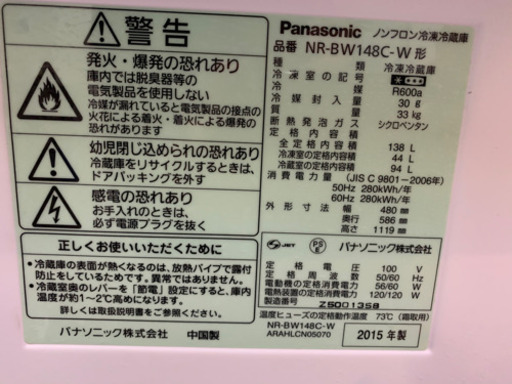 警告
発火・爆発の恐れあり
庫内では脱臭器等の
電気製品を使用しない
冷媒が漏れていると電気製品の接点の
火花による着火・着火による爆発の
恐れあり
幼児閉じ込められの恐れあり
冷蔵庫をリサイクルするときは、
ドアパッキングを外す
感電の恐れあり
お手入れのときは、
必ず電源プラグを抜く
正しくお使いいただくために
●冷蔵庫の表面が熱くなるのは、放熱パイプで露付
防止をしているためです。異常ではありません。
●冷蔵室奥のレバーを「節電」設定にすると、庫内
温度が約1~2℃高めになります。
パナソニック株式会社 中国製
Panasonic ノンフロン冷凍冷蔵庫
品番 NR-BW148C-W 形
種類 冷凍冷蔵庫
冷凍室の記号
冷媒 R600a
冷媒封入量 30 g
質量 33 kg
断熱発泡ガス シクロペンタン
定格内容積
全定格内容積 138 L
冷凍室の定格内容積 44 L
冷蔵室の定格内容積 94 L
消費電力量 (JIS C 9801-2006年)
50Hz 280kWh/年
60Hz 280kWh/年
外形寸法 幅 480 mm
奥行 586 mm
高さ 1119 mm
JET PS E パナソニック株式会社
定格電圧 100 V
定格周波数 50/60 Hz
電動機の定格消費電力 56/60 W
電熱装置の定格消費電力 120/120 W
製造番号 Z5001358
温度ヒューズの定格動作温度 73℃ (霜取用)
NR-BW148C-W
ARAHLCN05070
2015 年製